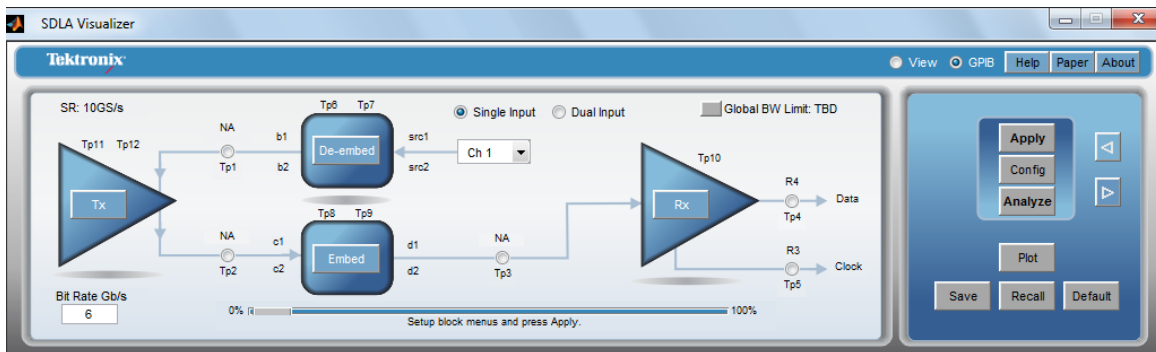 SDLA Visualizer
Tektronix
View GPIB Help Paper About
SR: 10GS/s
Tp6 Tp7
Single Input Dual Input
Global BW Limit: TBD
Tp11 Tp12
NA
b1
De-embed
src1
Ch 1
Tp1
b2
src2
Tp10
Tx
Rx
R4
Data
Tp4
Tp8 Tp9
NA
c1
Embed
d1
NA
Tp2
c2
d2
Tp3
R3
Clock
Tp5
Bit Rate Gb/s
6
0% 100%
Setup block menus and press Apply.
Apply
Config
Analyze
Plot
Save Recall Default